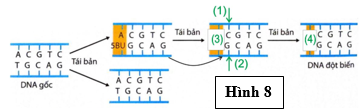 A C G T C
T G C A G
DNA gốc
Tái bản
A C G T C
5BU G C A G
A C G T C
T G C A G
Tái bản
(1)
C G T C
(3)
G C A G
(2)
Tái bản
C G T C
(4)
G C A G
DNA đột biến
Hình 8